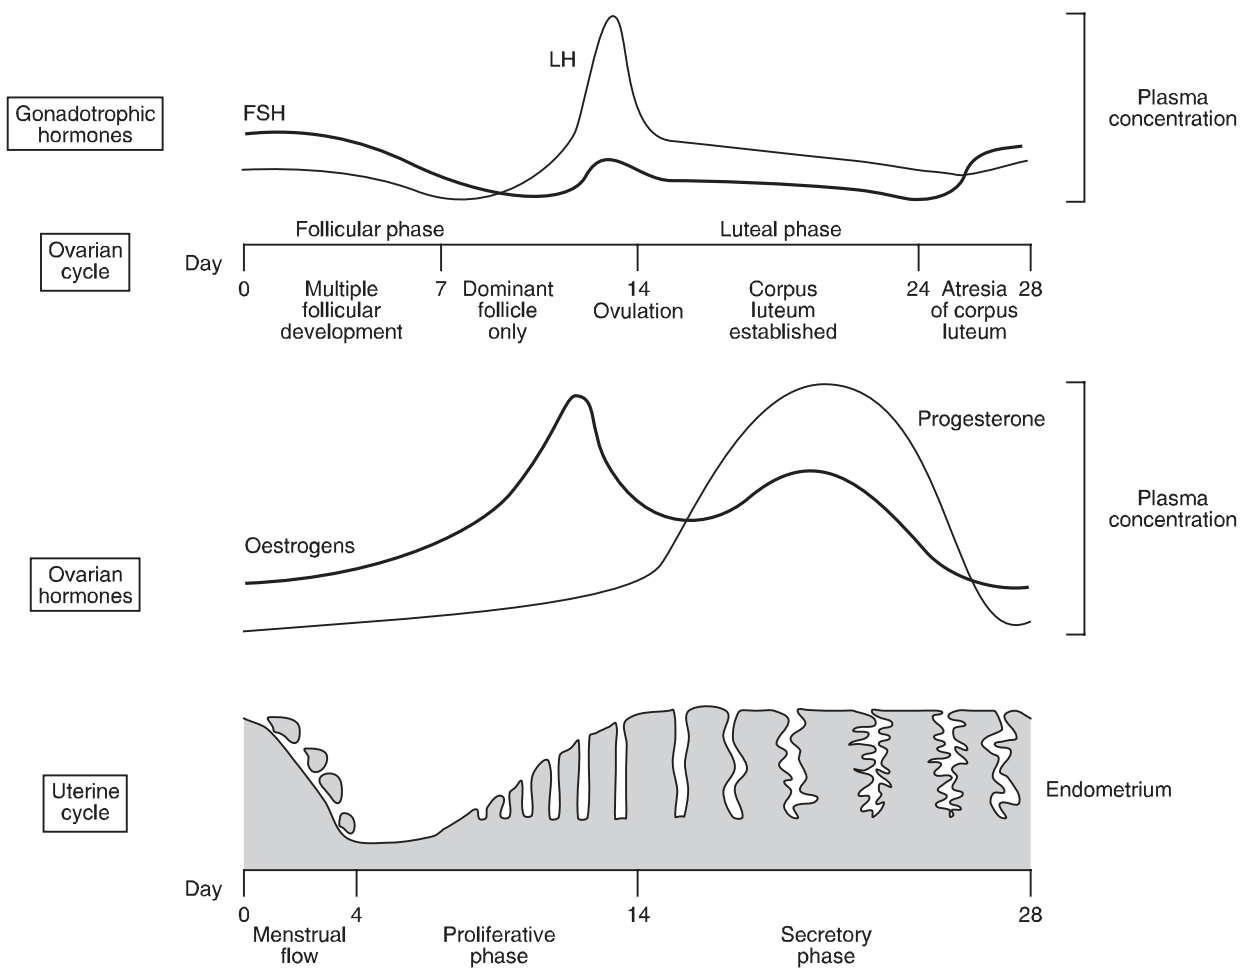 LH
Gonadotrophic
hormones
FSH
Plasma
concentration
Follicular phase
Luteal phase
Ovarian
cycle
Day
0
7
14
24
28
Multiple
follicular
development
Dominant
follicle
only
Ovulation
Corpus
luteum
established
Atresia
of corpus
luteum
Progesterone
Plasma
concentration
Oestrogens
Ovarian
hormones
Uterine
cycle
Endometrium
Day
0
4
14
28
Menstrual
flow
Proliferative
phase
Secretory
phase